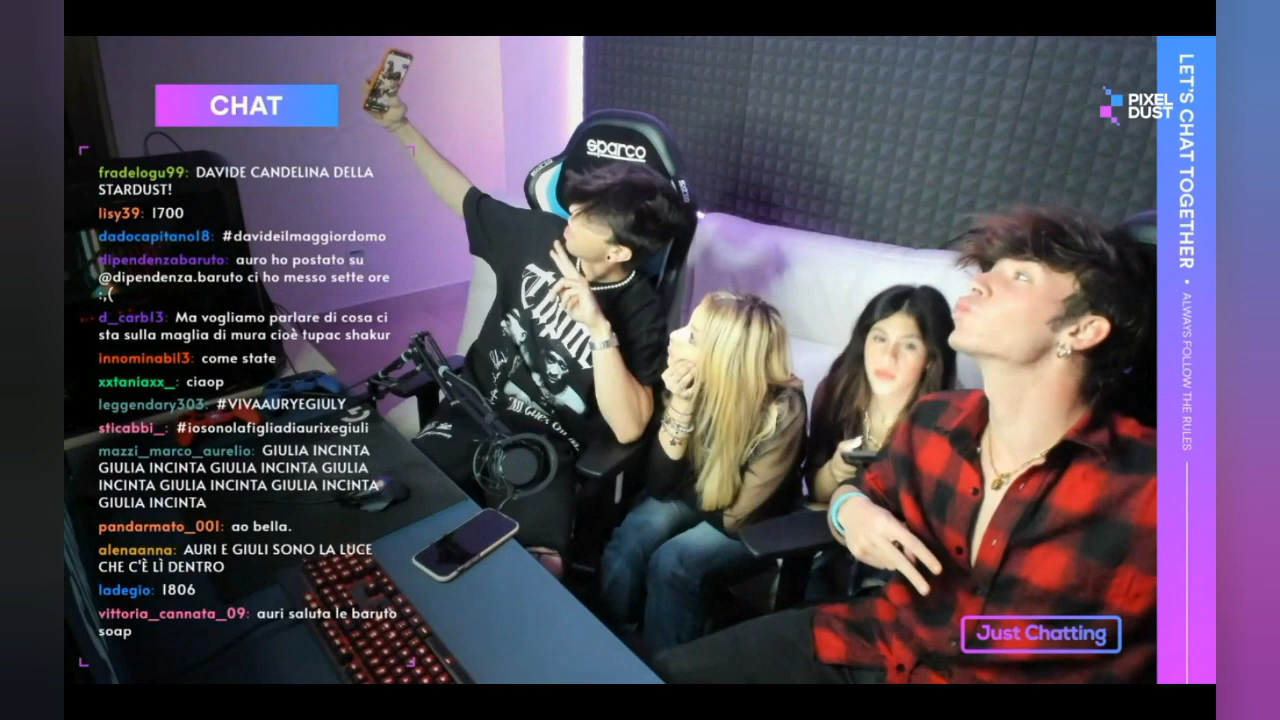 CHAT
fradelogu99: DAVIDE CANDELINA DELLA
STARDUST!
lisy39: 1700
dadocapitano18: #davideilmaggiordomo
dipendenzabaruto: auro ho postato su
@dipendenza.baruto ci ho messo sette ore
:,(
d_carb13: Ma vogliamo parlare di cosa ci
sta sulla maglia di mura cioè tupac shakur
innominabil3: come state
xxtaniaxx_: ciaop
leggendary303: #VIVAAURYEGIULY
sticabbi_: #iosonolafigliadiaurixegiuli
mazzi_marco_aurelio: GIULIA INCINTA
GIULIA INCINTA GIULIA INCINTA GIULIA
INCINTA GIULIA INCINTA GIULIA INCINTA
GIULIA INCINTA
pandarmato_001: ao bella.
alenaanna: AURI E GIULI SONO LA LUCE
CHE C'È LÌ DENTRO
ladegio: 1806
vittoria_cannata_09: auri saluta le baruto
soap
sparco
Tupac
PIXEL
DUST
LET'S CHAT TOGETHER • ALWAYS FOLLOW THE RULES
Just Chatting